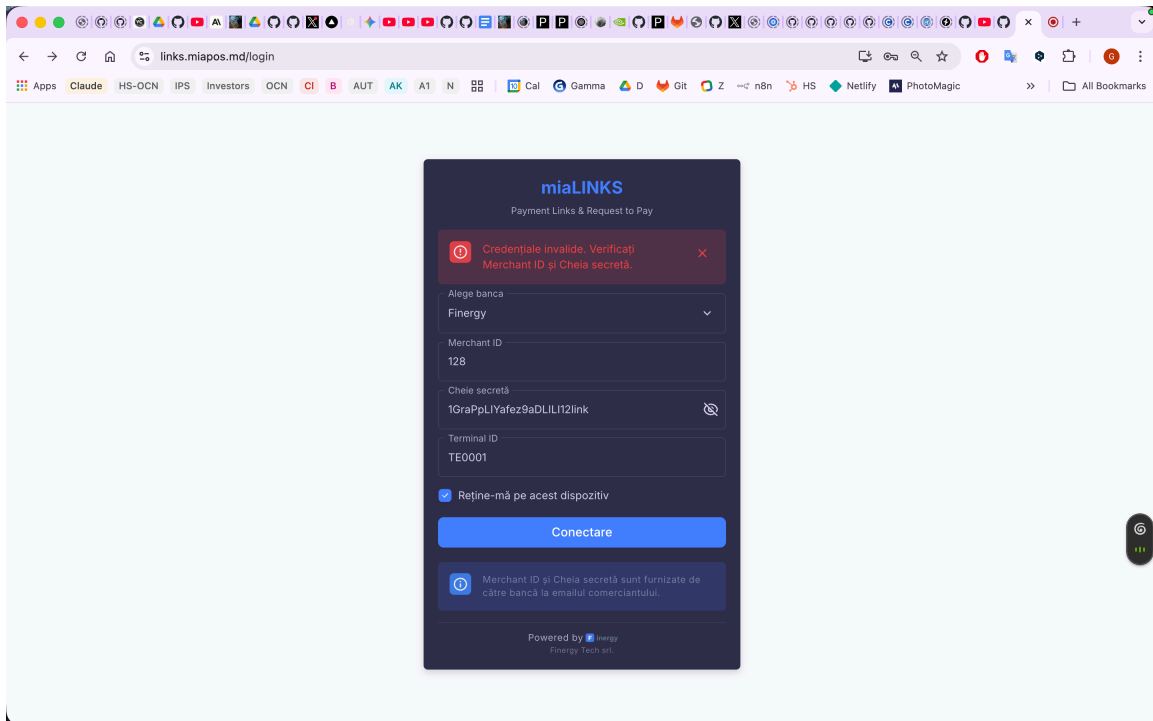 links.miapos.md/login
Apps Claude HS-OCN IPS Investors OCN CI B AUT AK A1 N Cal Gamma D Git Z n8n HS Netlify PhotoMagic All Bookmarks
miaLINKS
Payment Links & Request to Pay
Credențiale invalide. Verificați
Merchant ID și Cheia secretă.
Alege banca
Finergy
Merchant ID
128
Cheie secretă
Terminal ID
TE0001
Reține-mă pe acest dispozitiv
Conectare
Merchant ID și Cheia secretă sunt furnizate de
către bancă la emailul comerciantului.
Powered by Finergy
Finergy Tech srl.